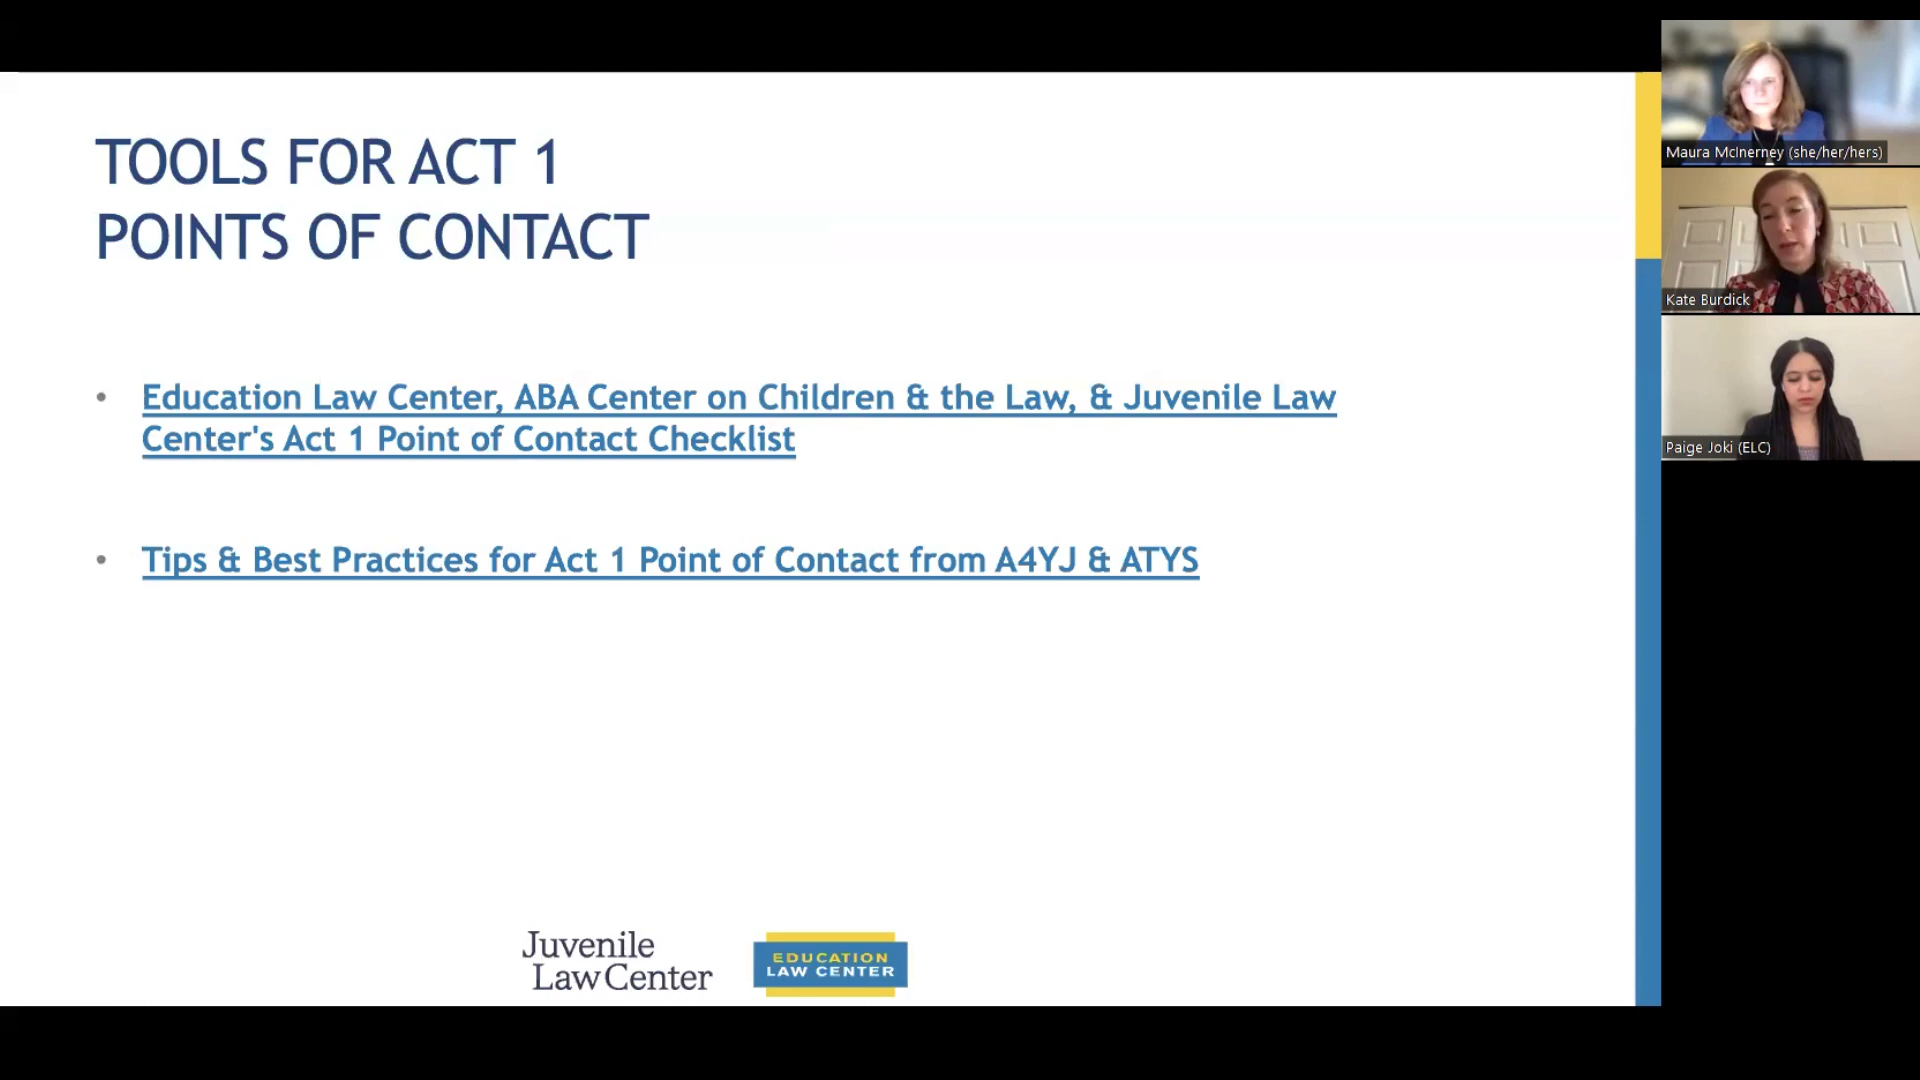 TOOLS FOR ACT 1
POINTS OF CONTACT
• Education Law Center, ABA Center on Children & the Law, & Juvenile Law
Center's Act 1 Point of Contact Checklist
• Tips & Best Practices for Act 1 Point of Contact from A4YJ & ATYS
Juvenile
Law Center
EDUCATION
LAW CENTER
Maura McInerney (she/her/hers)
Kate Burdick
Paige Joki (ELC)